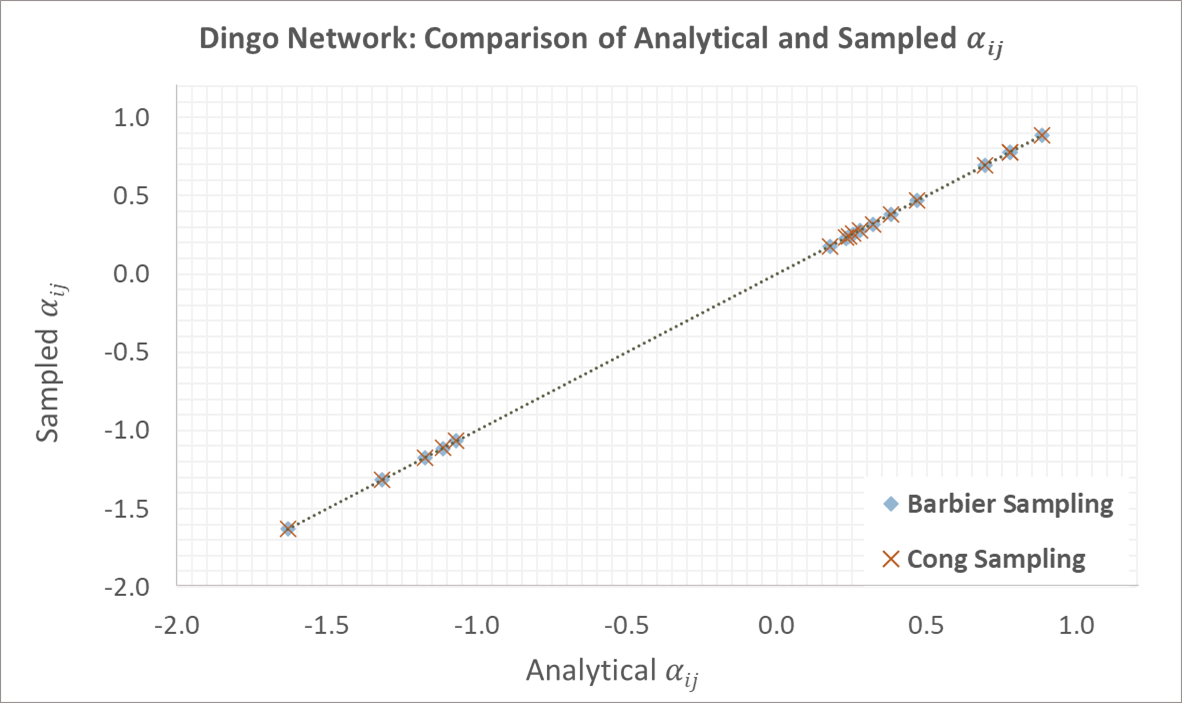 Dingo Network: Comparison of Analytical and Sampled αij
1.0
0.5
0.0
-0.5
-1.0
-1.5
-2.0
Sampled αij
Barbier Sampling
Cong Sampling
-2.0 -1.5 -1.0 -0.5 0.0 0.5 1.0
Analytical αij